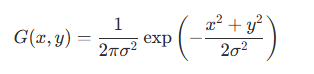 G(x, y) = \frac{1}{2\pi\sigma^2} \exp\left(-\frac{x^2 + y^2}{2\sigma^2}\right)